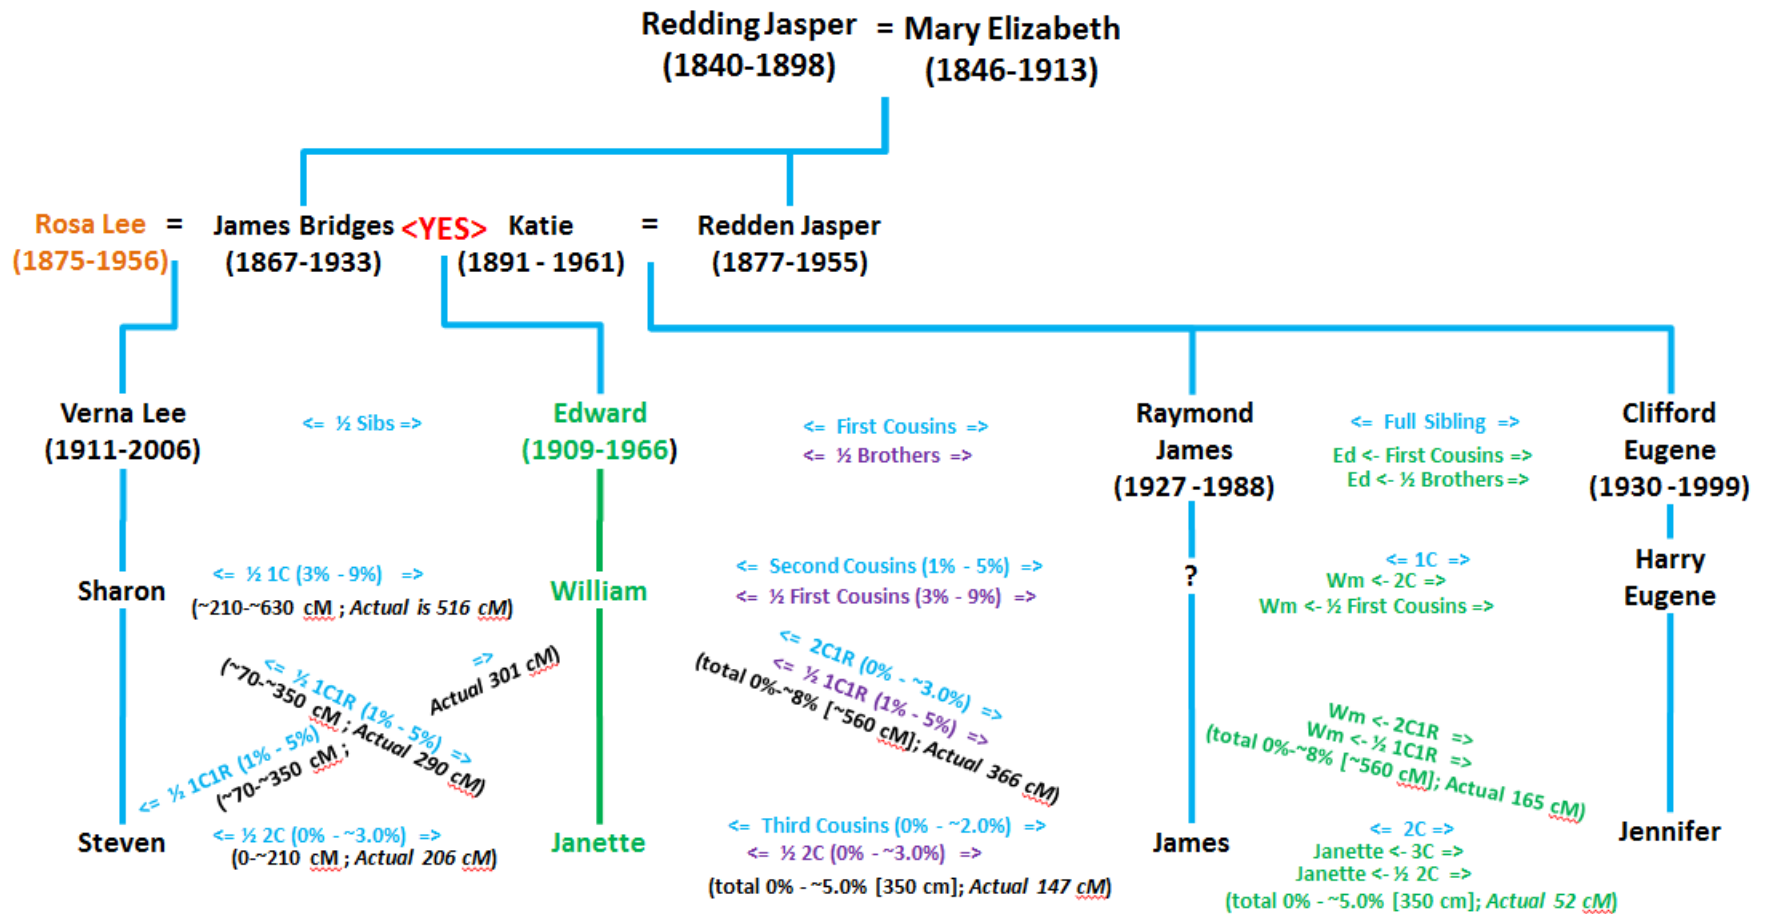 Redding Jasper = Mary Elizabeth
(1840-1898) (1846-1913)
Rosa Lee = James Bridges <YES> Katie = Redden Jasper
(1875-1956) (1867-1933) (1891 - 1961) (1877-1955)
Verna Lee
(1911-2006)
<= ½ Sibs =>
Edward
(1909-1966)
<= First Cousins =>
<= ½ Brothers =>
Raymond
James
(1927 -1988)
<= Full Sibling =>
Ed <- First Cousins =>
Ed <- ½ Brothers =>
Clifford
Eugene
(1930 -1999)
Sharon
<= ½ 1C (3% - 9%) =>
(~210-~630 cM ; Actual is 516 cM)
William
<= Second Cousins (1% - 5%) =>
<= ½ First Cousins (3% - 9%) =>
?
<= 1C =>
Wm <- 2C =>
Wm <- ½ First Cousins =>
Harry
Eugene
<= ½ 1C1R (1% - 5%) =>
(~70-~350 cM ; Actual 290 cM)
<= ½ 1C1R (1% - 5%) =>
(~70-~350 cM ; Actual 301 cM)
<= 2C1R (0% - ~3.0%) =>
<= ½ 1C1R (1% - 5%) =>
(total 0%-~8% [~560 cM]; Actual 366 cM)
Wm <- 2C1R =>
Wm <- ½ 1C1R =>
(total 0%-~8% [~560 cM]; Actual 165 cM)
Steven
<= ½ 2C (0% - ~3.0%) =>
(0-~210 cM ; Actual 206 cM)
Janette
<= Third Cousins (0% - ~2.0%) =>
<= ½ 2C (0% - ~3.0%) =>
(total 0% - ~5.0% [350 cm]; Actual 147 cM)
James
<= 2C =>
Janette <- 3C =>
Janette <- ½ 2C =>
(total 0% - ~5.0% [350 cm]; Actual 52 cM)
Jennifer